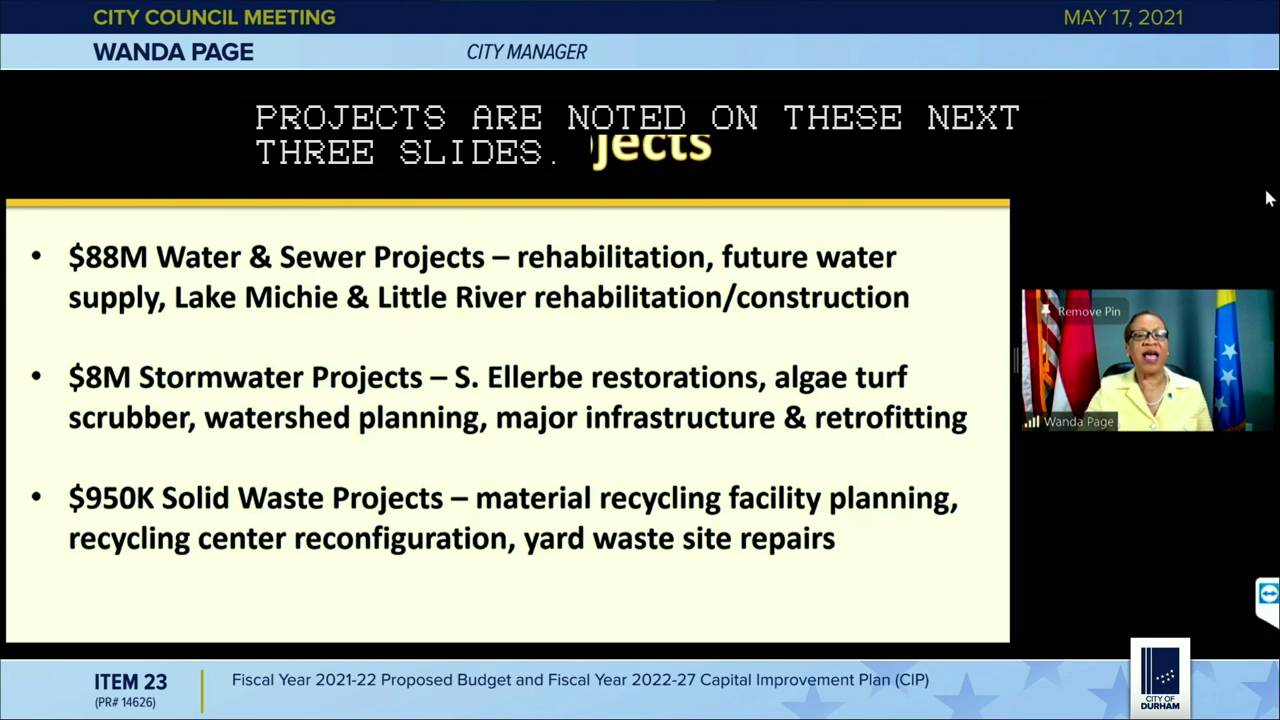 CITY COUNCIL MEETING
MAY 17, 2021
WANDA PAGE
CITY MANAGER
PROJECTS ARE NOTED ON THESE NEXT
THREE SLIDES.
jects
• $88M Water & Sewer Projects – rehabilitation, future water
supply, Lake Michie & Little River rehabilitation/construction
• $8M Stormwater Projects – S. Ellerbe restorations, algae turf
scrubber, watershed planning, major infrastructure & retrofitting
• $950K Solid Waste Projects – material recycling facility planning,
recycling center reconfiguration, yard waste site repairs
Remove Pin
Wanda Page
ITEM 23
(PR# 14626)
Fiscal Year 2021-22 Proposed Budget and Fiscal Year 2022-27 Capital Improvement Plan (CIP)
CITY OF
DURHAM